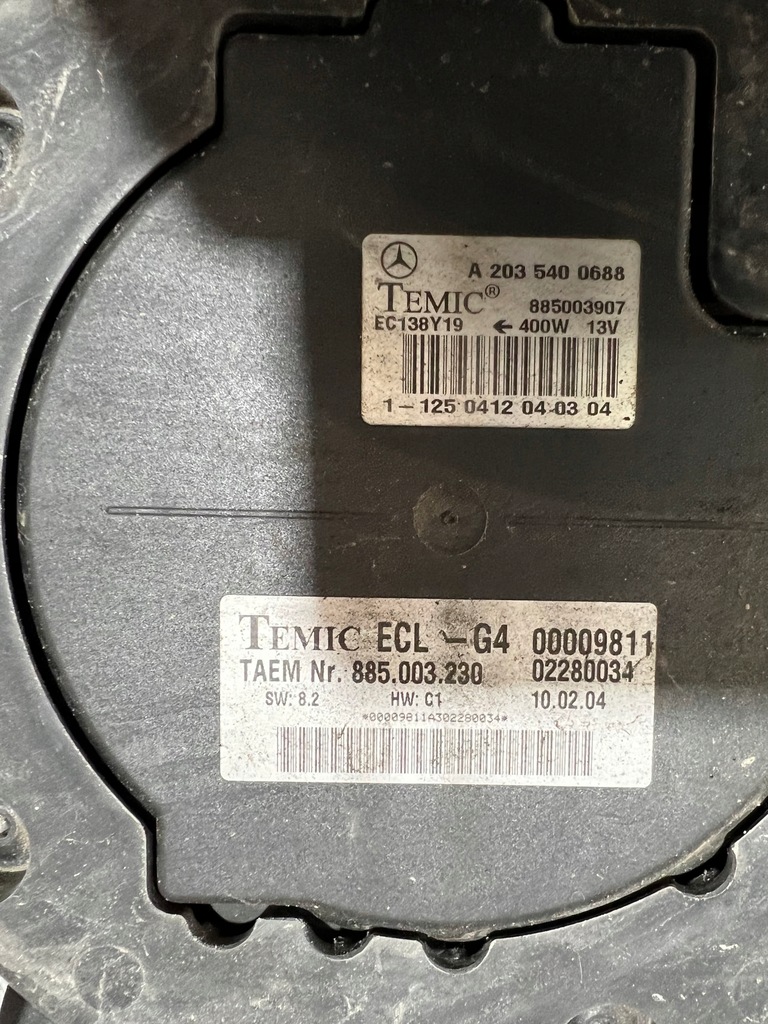 A 203 540 0688
TEMIC®
885003907
EC138Y19 ← 400W 13V
1-125 0412 04-03 04
TEMIC ECL -G4 00009811
TAEM Nr. 885.003.230 02280034
SW: 8.2 HW: C1 10.02.04
*00009811A302280034*